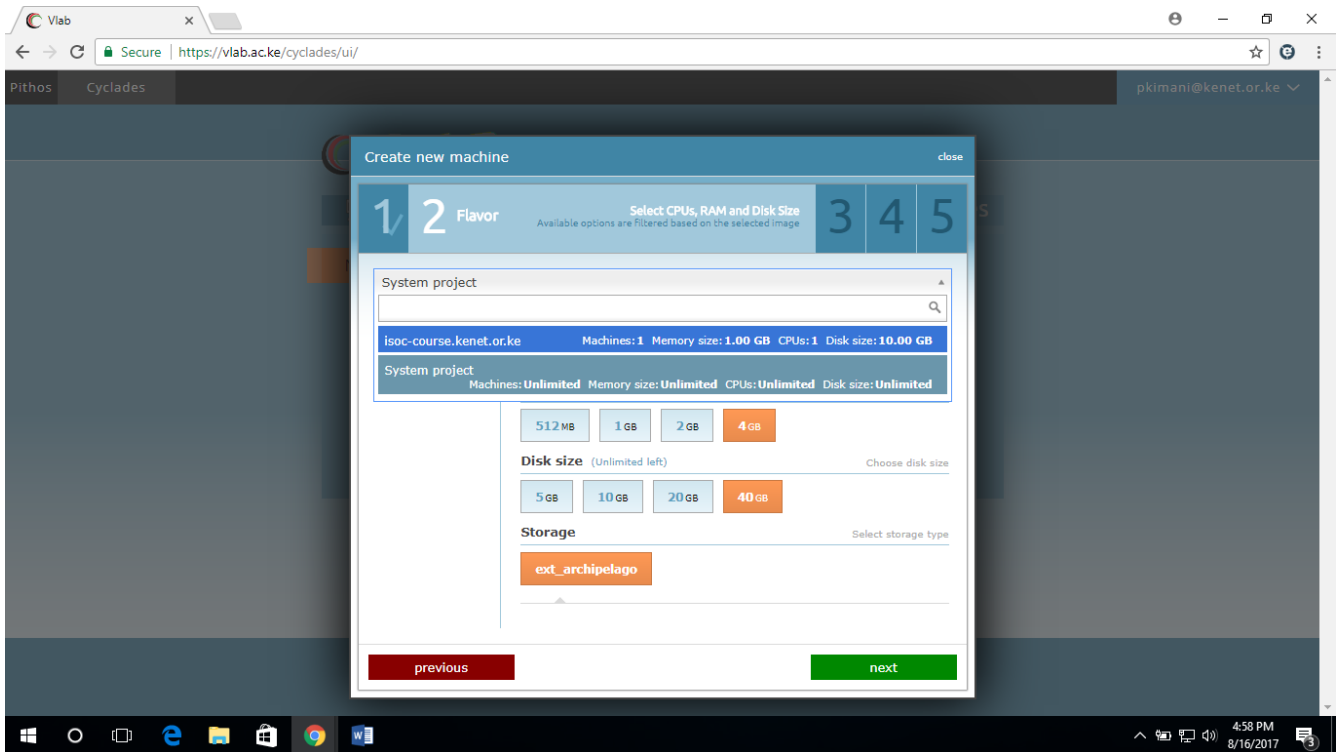 Vlab
Secure | https://vlab.ac.ke/cyclades/ui/
Pithos Cyclades pkimani@kenet.or.ke
Create new machine close
1 2 Flavor Select CPUs, RAM and Disk Size 3 4 5
Available options are filtered based on the selected image
System project
isoc-course.kenet.or.ke Machines: 1 Memory size: 1.00 GB CPUs: 1 Disk size: 10.00 GB
System project
Machines: Unlimited Memory size: Unlimited CPUs: Unlimited Disk size: Unlimited
512 MB 1 GB 2 GB 4 GB
Disk size (Unlimited left) Choose disk size
5 GB 10 GB 20 GB 40 GB
Storage Select storage type
ext_archipelago
previous next
4:58 PM
8/16/2017
3